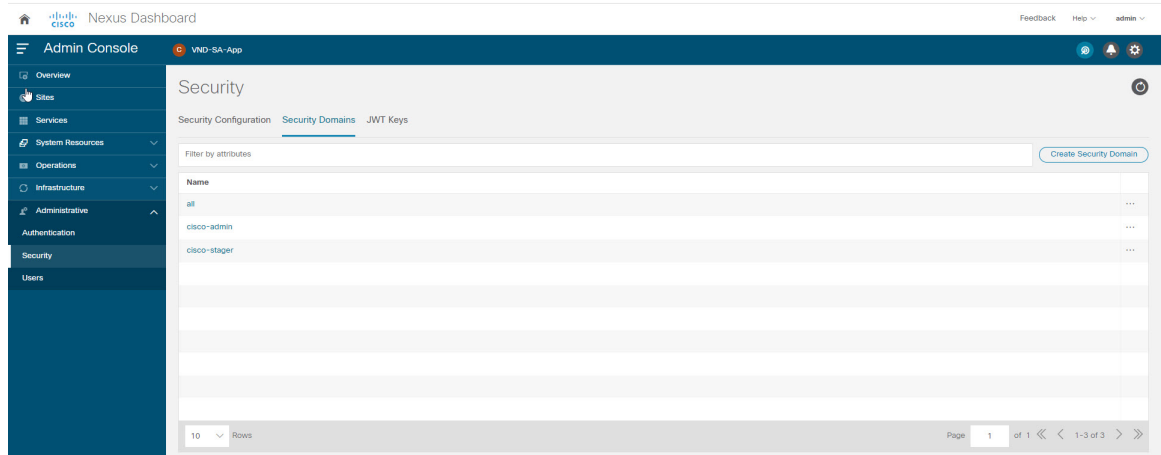 CISCO Nexus Dashboard Feedback Help admin
Admin Console C VND-SA-App
Overview
Security
Sites
Security Configuration Security Domains JWT Keys
Services
System Resources
Filter by attributes Create Security Domain
Operations
Name
Infrastructure
all ...
Administrative
cisco-admin ...
Authentication
cisco-stager ...
Security
Users
10 Rows Page 1 of 1 1-3 of 3